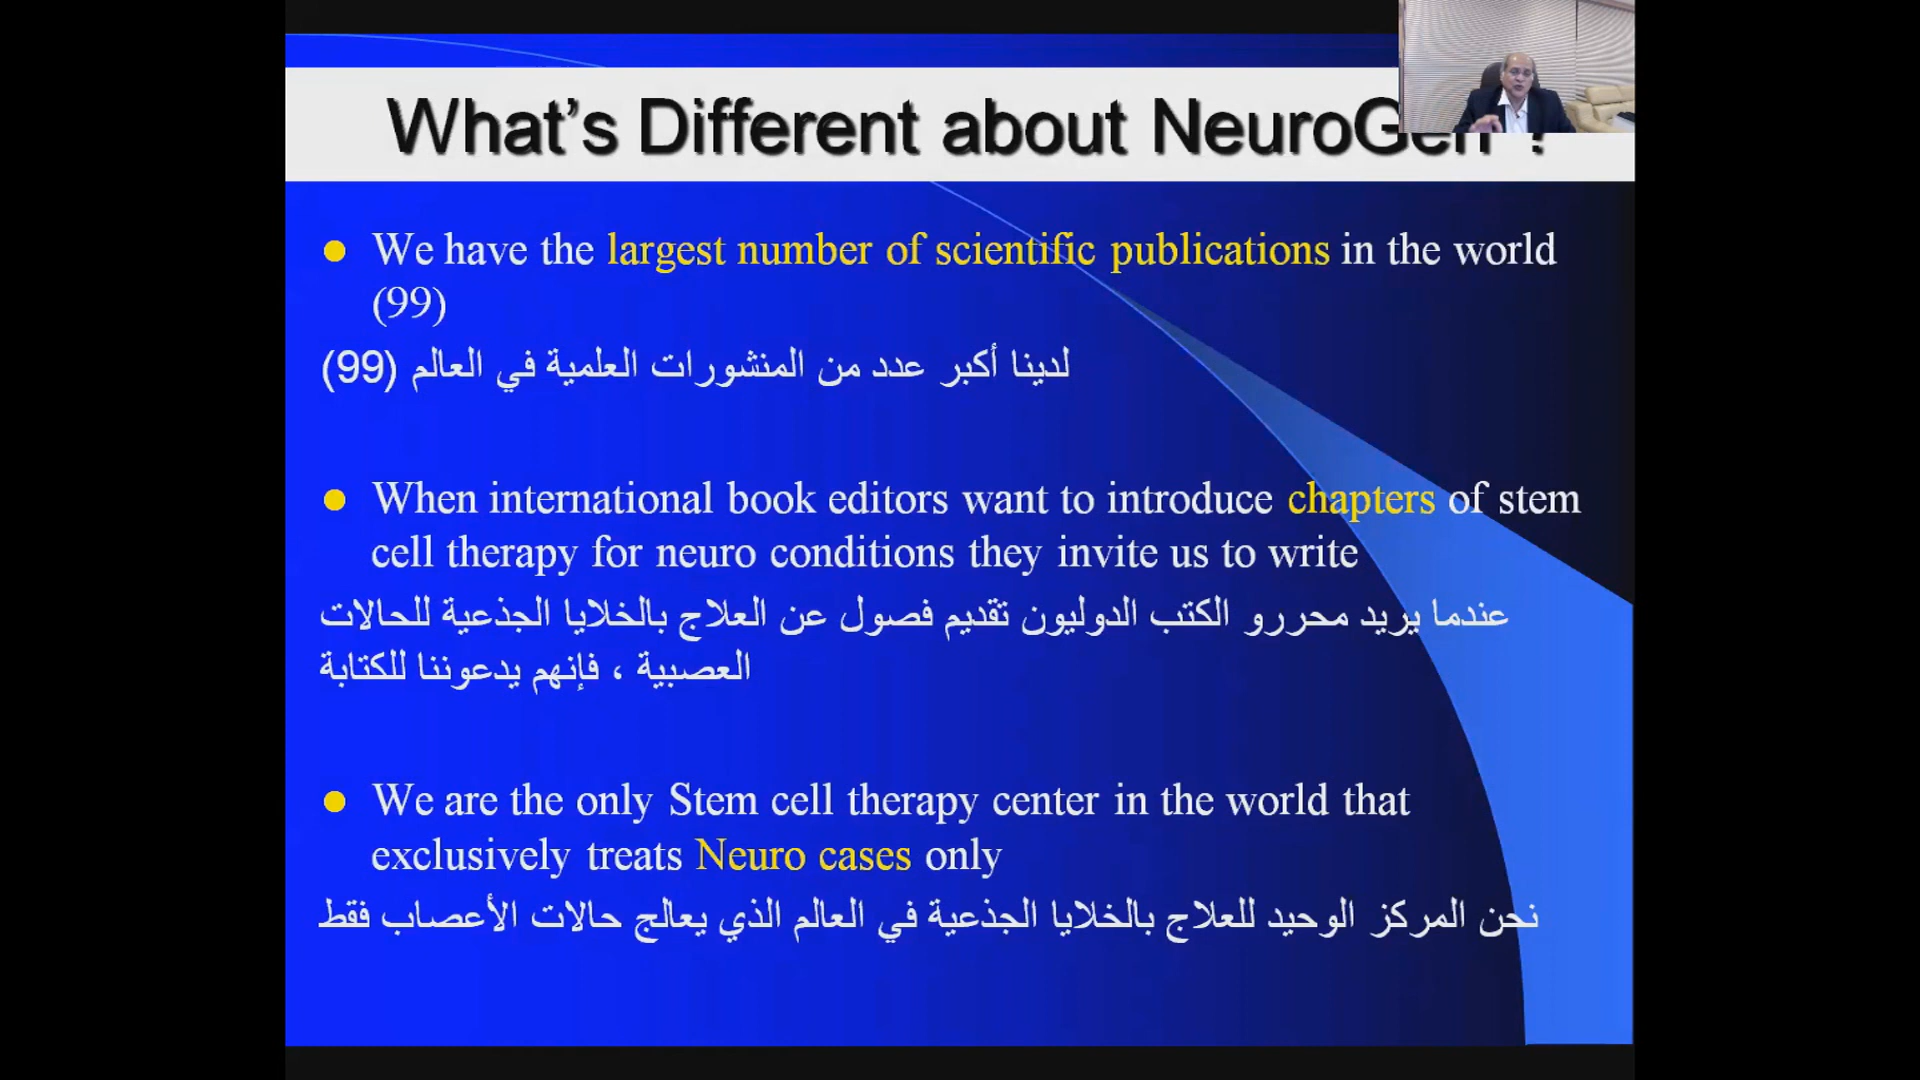 What's Different about NeuroGen ?
We have the largest number of scientific publications in the world
(99)
لدينا أكبر عدد من المنشورات العلمية في العالم (99)
When international book editors want to introduce chapters of stem
cell therapy for neuro conditions they invite us to write
عندما يريد محررو الكتب الدوليون تقديم فصول عن العلاج بالخلايا الجذعية للحالات
العصبية ، فإنهم يدعوننا للكتابة
We are the only Stem cell therapy center in the world that
exclusively treats Neuro cases only
نحن المركز الوحيد للعلاج بالخلايا الجذعية في العالم الذي يعالج حالات الأعصاب فقط